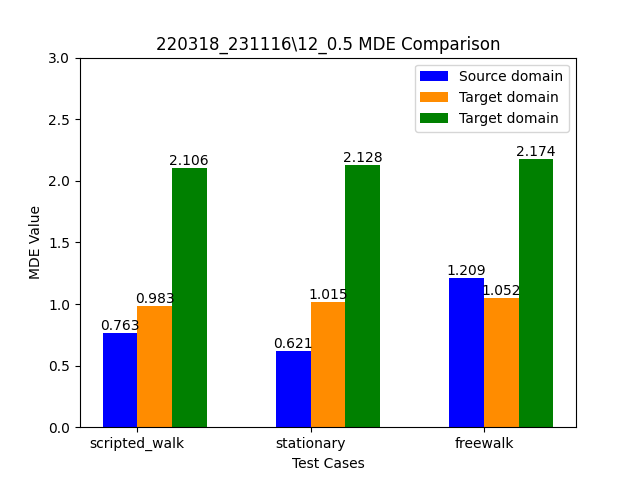 220318_231116\12_0.5 MDE Comparison
3.0
2.5
2.0
1.5
1.0
0.5
0.0
MDE Value
Source domain
Target domain
Target domain
0.763
0.983
2.106
0.621
1.015
2.128
1.209
1.052
2.174
scripted_walk
stationary
freewalk
Test Cases